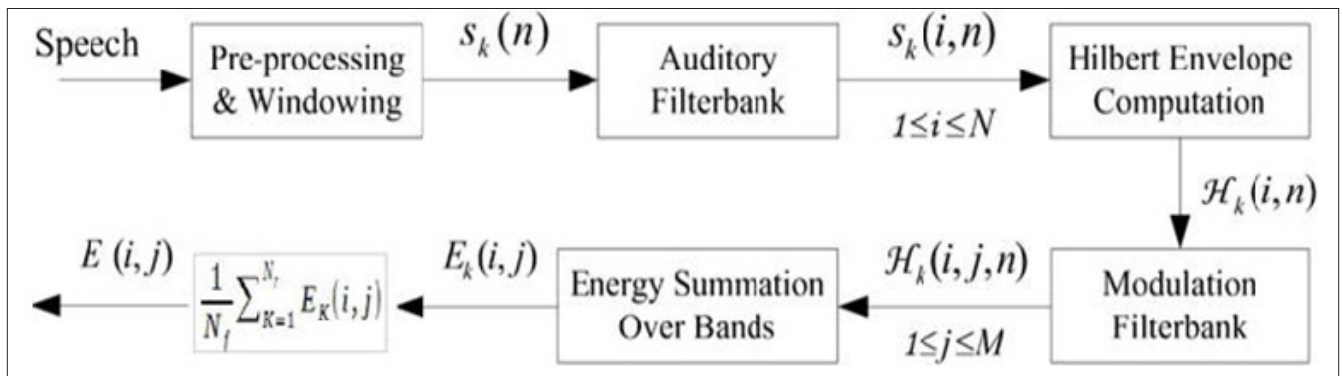 Speech
Pre-processing
& Windowing
s_k(n)
Auditory
Filterbank
s_k(i,n)
1≤i≤N
Hilbert Envelope
Computation
ℋ_k(i,n)
Modulation
Filterbank
ℋ_k(i,j,n)
1≤j≤M
Energy Summation
Over Bands
E_k(i,j)
1/N_f ∑_{K=1}^{N_f} E_K(i,j)
E (i,j)